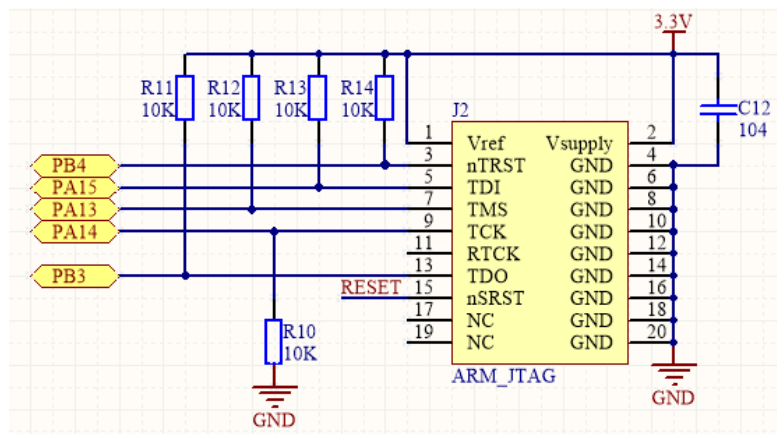 3.3V
R11 R12 R13 R14
10K 10K 10K 10K
C12
104
J2
1 Vref Vsupply 2
PB4 3 nTRST GND 4
PA15 5 TDI GND 6
PA13 7 TMS GND 8
PA14 9 TCK GND 10
11 RTCK GND 12
PB3 13 TDO GND 14
RESET 15 nSRST GND 16
17 NC GND 18
19 NC GND 20
R10
10K
ARM_JTAG
GND
GND